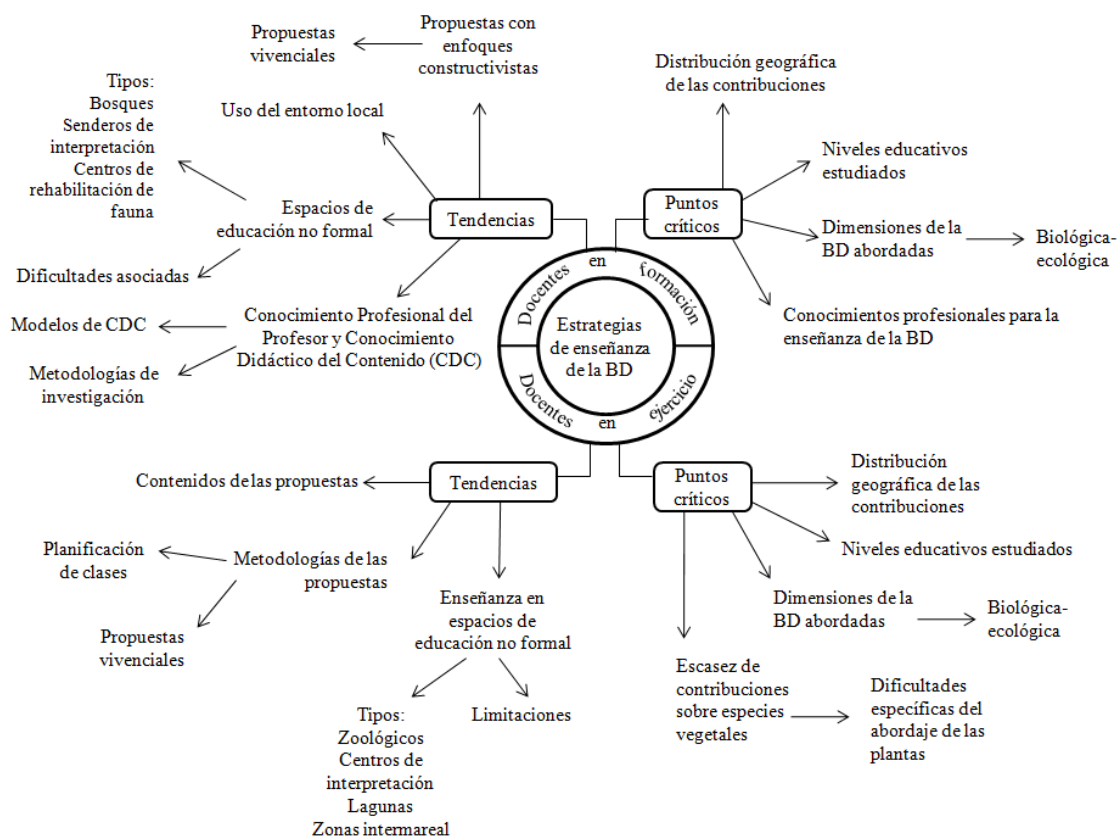 Propuestas
vivenciales
Propuestas con
enfoques
constructivistas
Distribución geográfica
de las contribuciones
Tipos:
Bosques
Senderos de
interpretación
Centros de
rehabilitación de
fauna
Uso del entorno local
Niveles educativos
estudiados
Espacios de
educación no formal
Tendencias
Puntos
críticos
Dimensiones de la
BD abordadas
Biológica-
ecológica
Dificultades asociadas
Docentes en formación
Modelos de CDC
Conocimiento Profesional del
Profesor y Conocimiento
Didáctico del Contenido (CDC)
Estrategias
de enseñanza
de la BD
Conocimientos profesionales para la
enseñanza de la BD
Metodologías de
investigación
Docentes en ejercicio
Contenidos de las propuestas
Tendencias
Puntos
críticos
Distribución
geográfica de las
contribuciones
Planificación
de clases
Metodologías de las
propuestas
Niveles educativos estudiados
Enseñanza en
espacios de
educación no formal
Dimensiones de la
BD abordadas
Biológica-
ecológica
Propuestas
vivenciales
Escasez de
contribuciones
sobre especies
vegetales
Dificultades
específicas del
abordaje de las
plantas
Tipos:
Zoológicos
Centros de
interpretación
Lagunas
Zonas intermareal
Limitaciones